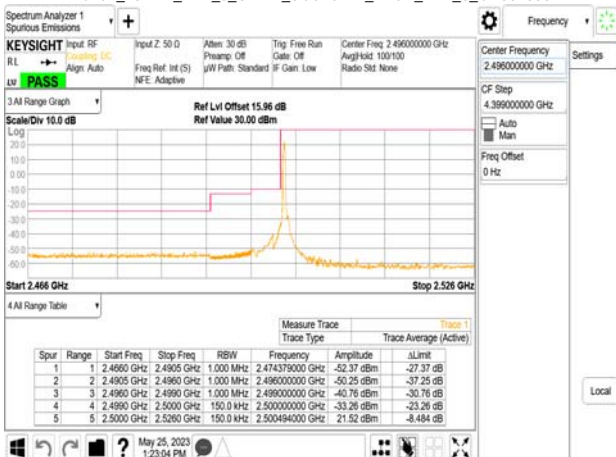 Spectrum Analyzer 1
Spurious Emissions
+
Frequency
KEYSIGHT
RL
PASS
Input: RF
Coupling: DC
Align: Auto
Input Z: 50 Ω
Freq Ref: Int (S)
NFE: Adaptive
Atten: 30 dB
Preamp: Off
µW Path: Standard
Trig: Free Run
Gate: Off
IF Gain: Low
Center Freq: 2.496000000 GHz
Avg|Hold: 100/100
Radio Std: None
Center Frequency
2.496000000 GHz
Settings
CF Step
4.399000000 GHz
Auto
Man
Freq Offset
0 Hz
Local
3 All Range Graph
Scale/Div 10.0 dB
Ref Lvl Offset 15.96 dB
Ref Value 30.00 dBm
Log
20.0
10.0
0.00
-10.0
-20.0
-30.0
-40.0
-50.0
-60.0
Start 2.466 GHz
Stop 2.526 GHz
4 All Range Table
Measure Trace Trace 1
Trace Type Trace Average (Active)
Spur Range Start Freq Stop Freq RBW Frequency Amplitude ΔLimit
1 1 2.4660 GHz 2.4905 GHz 1.000 MHz 2.474379000 GHz -52.37 dBm -27.37 dB
2 2 2.4905 GHz 2.4960 GHz 1.000 MHz 2.496000000 GHz -50.25 dBm -37.25 dB
3 3 2.4960 GHz 2.4990 GHz 1.000 MHz 2.499000000 GHz -40.76 dBm -30.76 dB
4 4 2.4990 GHz 2.5000 GHz 150.0 kHz 2.500000000 GHz -33.26 dBm -23.26 dB
5 5 2.5000 GHz 2.5260 GHz 150.0 kHz 2.500494000 GHz 21.52 dBm -8.484 dB
?
May 25, 2023
1:23:04 PM